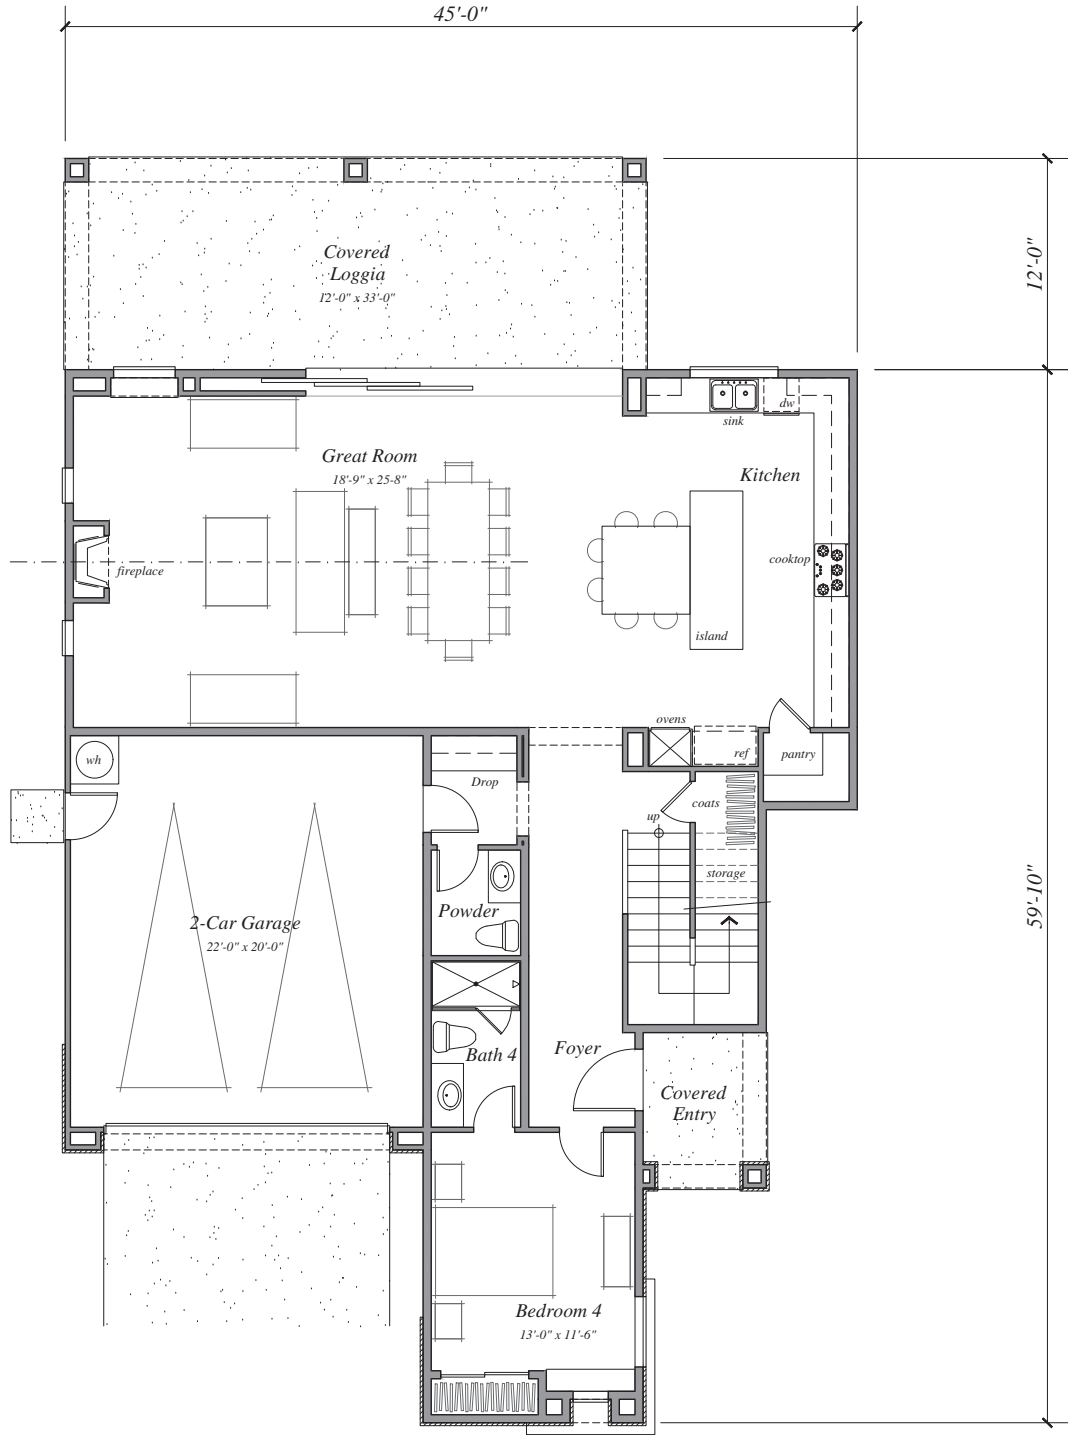 45'-0"
12'-0"
Covered
Loggia
12'-0" x 33'-0"
dw
sink
Great Room
18'-9" x 25-8"
Kitchen
cooktop
fireplace
island
ovens
ref
pantry
wh
Drop
coats
up
storage
59'-10"
2-Car Garage
22'-0" x 20'-0"
Powder
Foyer
Bath 4
Covered
Entry
Bedroom 4
13'-0" x 11'-6"